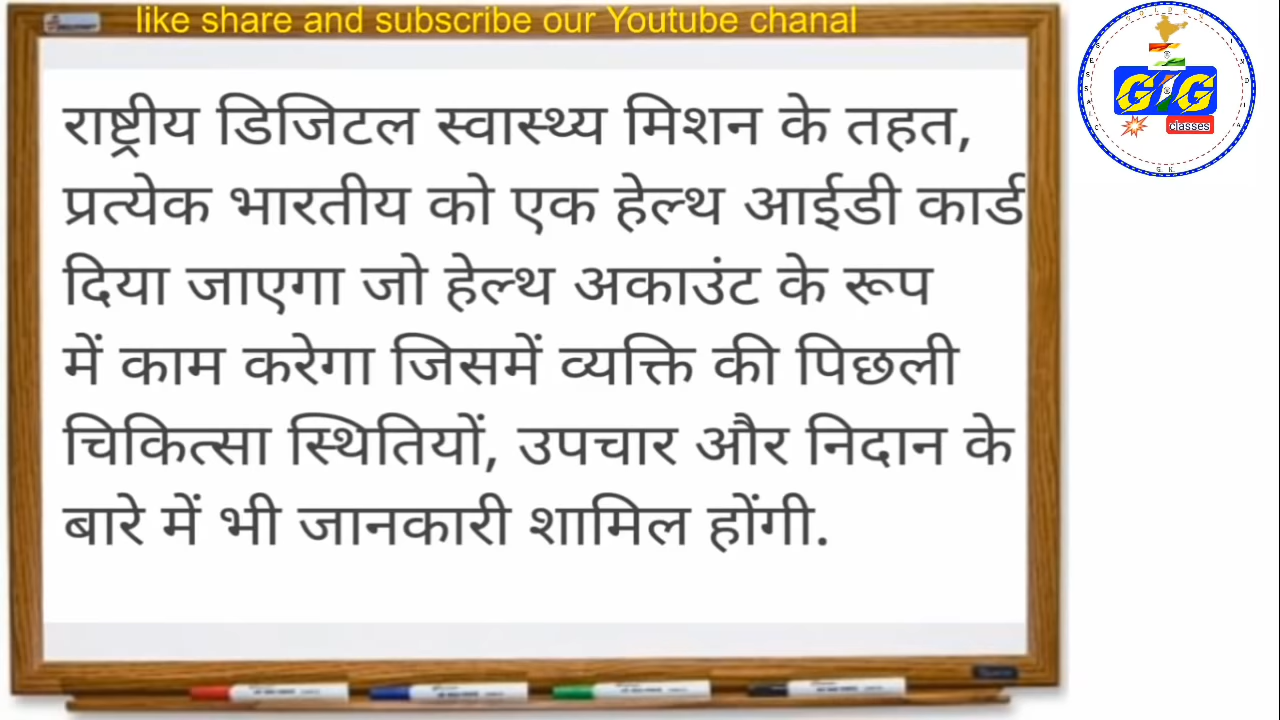 like share and subscribe our Youtube chanal
राष्ट्रीय डिजिटल स्वास्थ्य मिशन के तहत,
प्रत्येक भारतीय को एक हेल्थ आईडी कार्ड
दिया जाएगा जो हेल्थ अकाउंट के रूप
में काम करेगा जिसमें व्यक्ति की पिछली
चिकित्सा स्थितियों, उपचार और निदान के
बारे में भी जानकारी शामिल होंगी.
GIG
classes